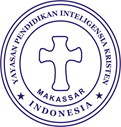 YAYASAN PENDIDIKAN INTELIGENSIA KRISTEN
MAKASSAR
INDONESIA